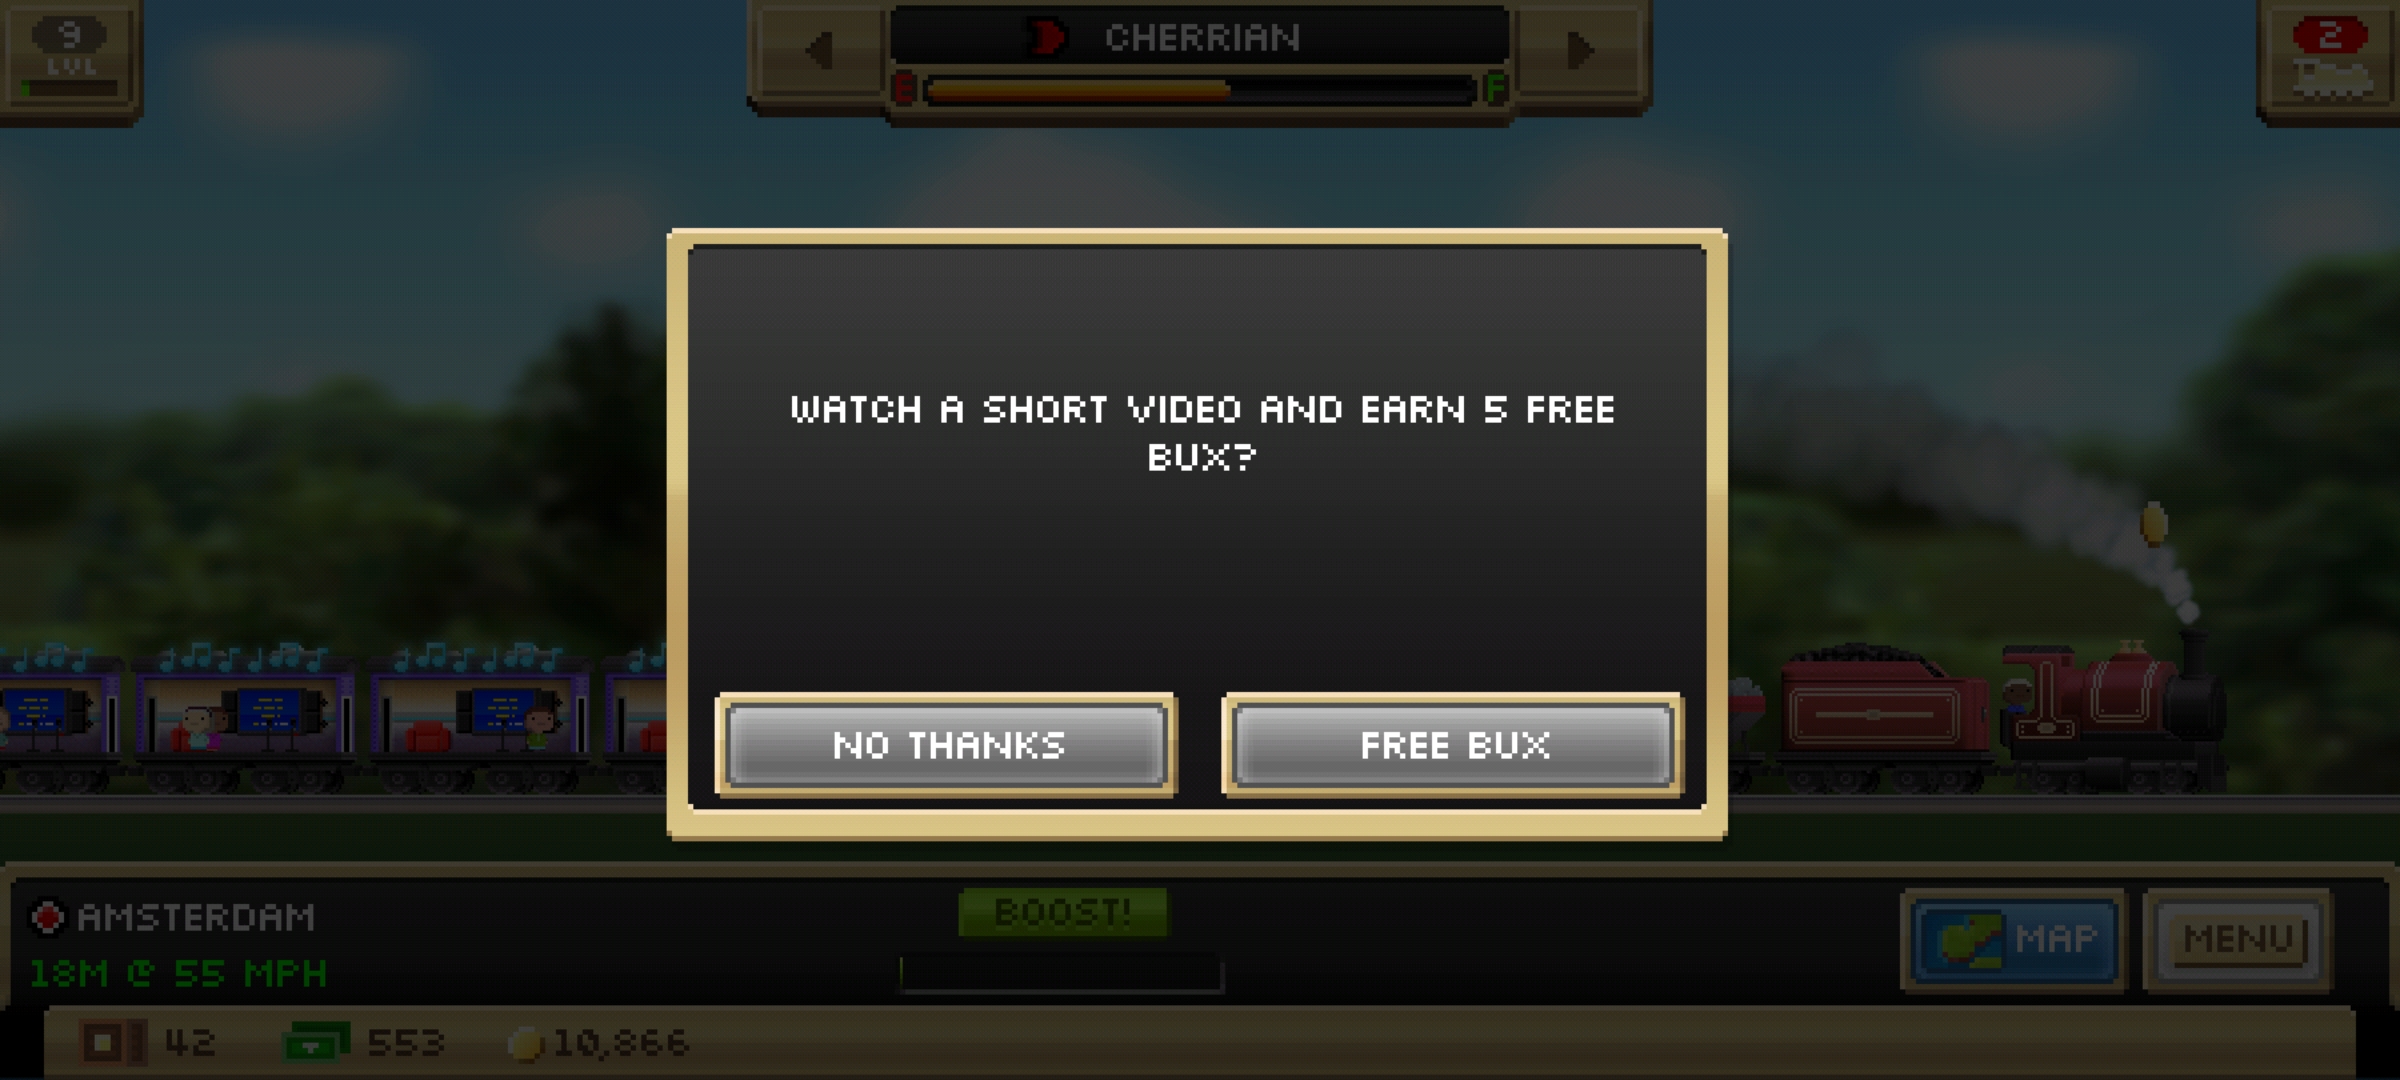 9
LVL
CHERRIAN
E F
2
WATCH A SHORT VIDEO AND EARN 5 FREE
BUX?
NO THANKS
FREE BUX
AMSTERDAM
18M @ 55 MPH
BOOST!
MAP
MENU
42
553
10,866